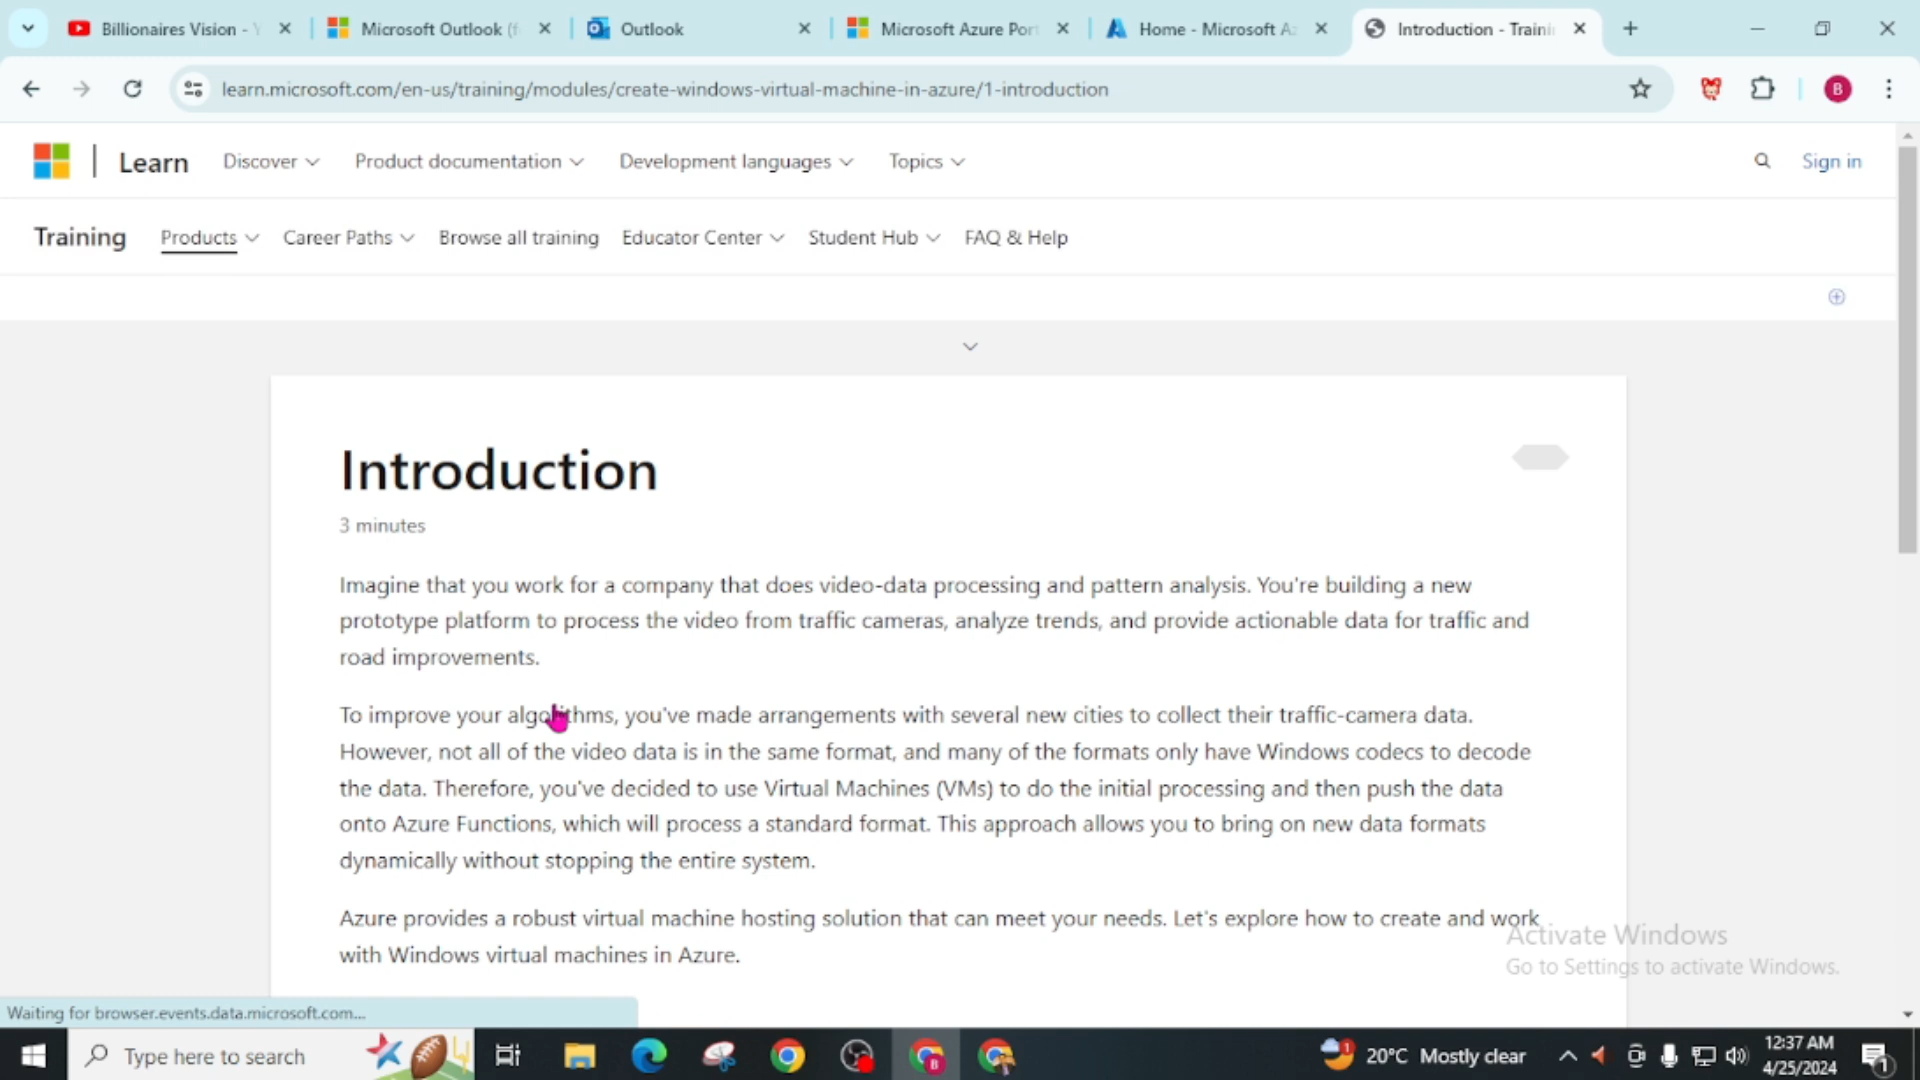 Billionaires Vision - Y
Microsoft Outlook (f
Outlook
Microsoft Azure Por
Home - Microsoft A
Introduction - Traini
learn.microsoft.com/en-us/training/modules/create-windows-virtual-machine-in-azure/1-introduction
B
Learn
Discover
Product documentation
Development languages
Topics
Sign in
Training
Products
Career Paths
Browse all training
Educator Center
Student Hub
FAQ & Help
Introduction
3 minutes
Imagine that you work for a company that does video-data processing and pattern analysis. You're building a new
prototype platform to process the video from traffic cameras, analyze trends, and provide actionable data for traffic and
road improvements.
To improve your algorithms, you've made arrangements with several new cities to collect their traffic-camera data.
However, not all of the video data is in the same format, and many of the formats only have Windows codecs to decode
the data. Therefore, you've decided to use Virtual Machines (VMs) to do the initial processing and then push the data
onto Azure Functions, which will process a standard format. This approach allows you to bring on new data formats
dynamically without stopping the entire system.
Azure provides a robust virtual machine hosting solution that can meet your needs. Let's explore how to create and work
with Windows virtual machines in Azure.
Activate Windows
Go to Settings to activate Windows.
Waiting for browser.events.data.microsoft.com...
Type here to search
B
1
20°C Mostly clear
12:37 AM
4/25/2024
1